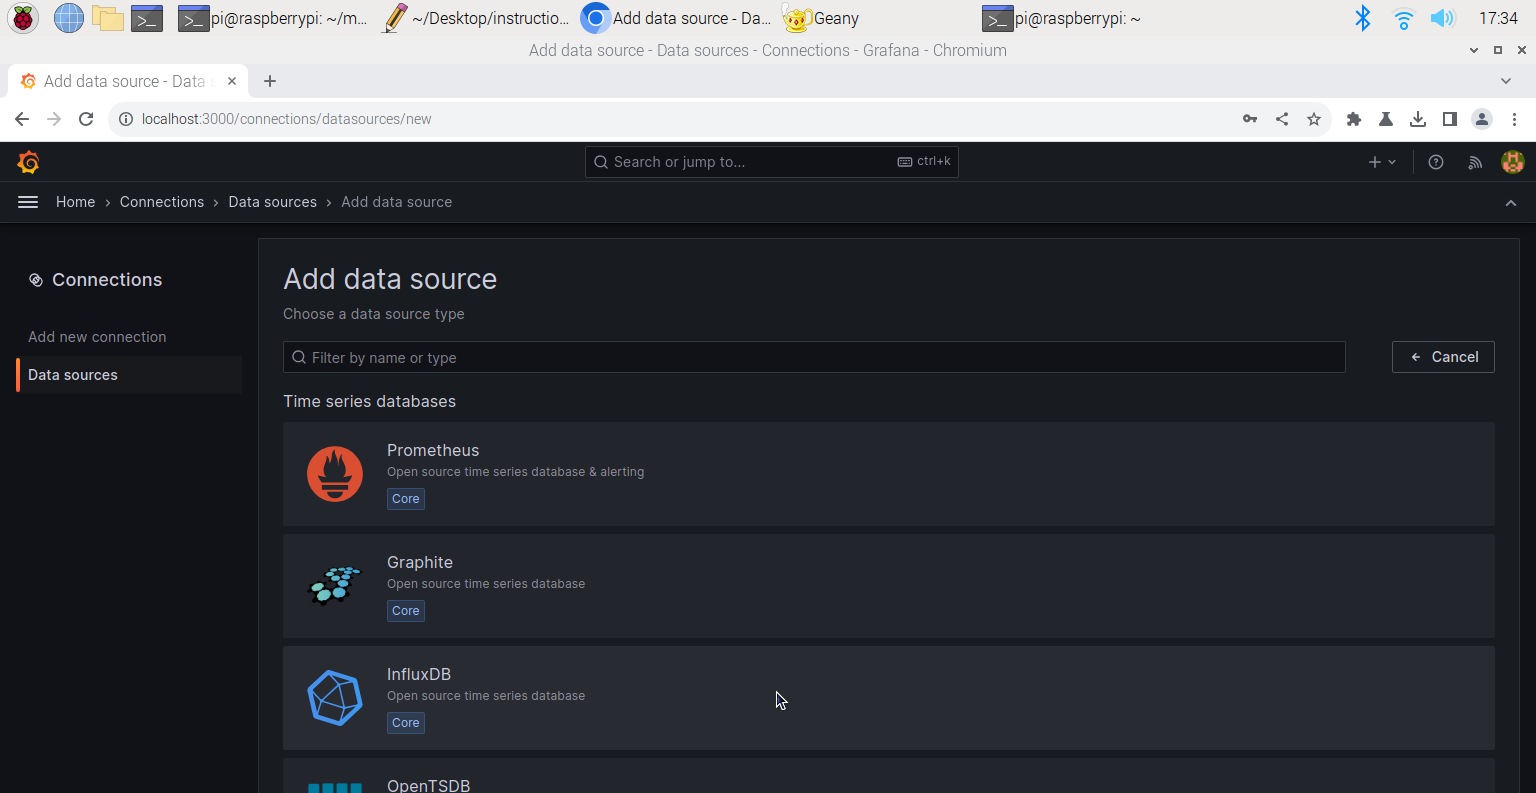 pi@raspberrypi: ~/m... ~/Desktop/instructio... Add data source - Da... Geany pi@raspberrypi: ~ 17:34
Add data source - Data sources - Connections - Grafana - Chromium
Add data source - Data s
localhost:3000/connections/datasources/new
Search or jump to... ctrl+k
Home › Connections › Data sources › Add data source
Connections
Add new connection
Data sources
Add data source
Choose a data source type
Filter by name or type
Cancel
Time series databases
Prometheus
Open source time series database & alerting
Core
Graphite
Open source time series database
Core
InfluxDB
Open source time series database
Core
OpenTSDB